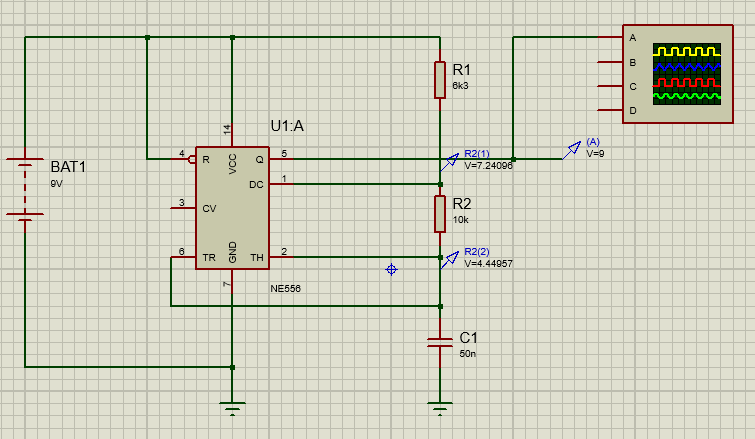 A
B
C
D
R1
6k3
U1:A
14
4
R
VCC
Q
5
R2(1)
V=7.24096
(A)
V=9
BAT1
9V
DC
1
3
CV
R2
10k
6
TR
GND
TH
2
R2(2)
V=4.44957
7
NE556
C1
50n